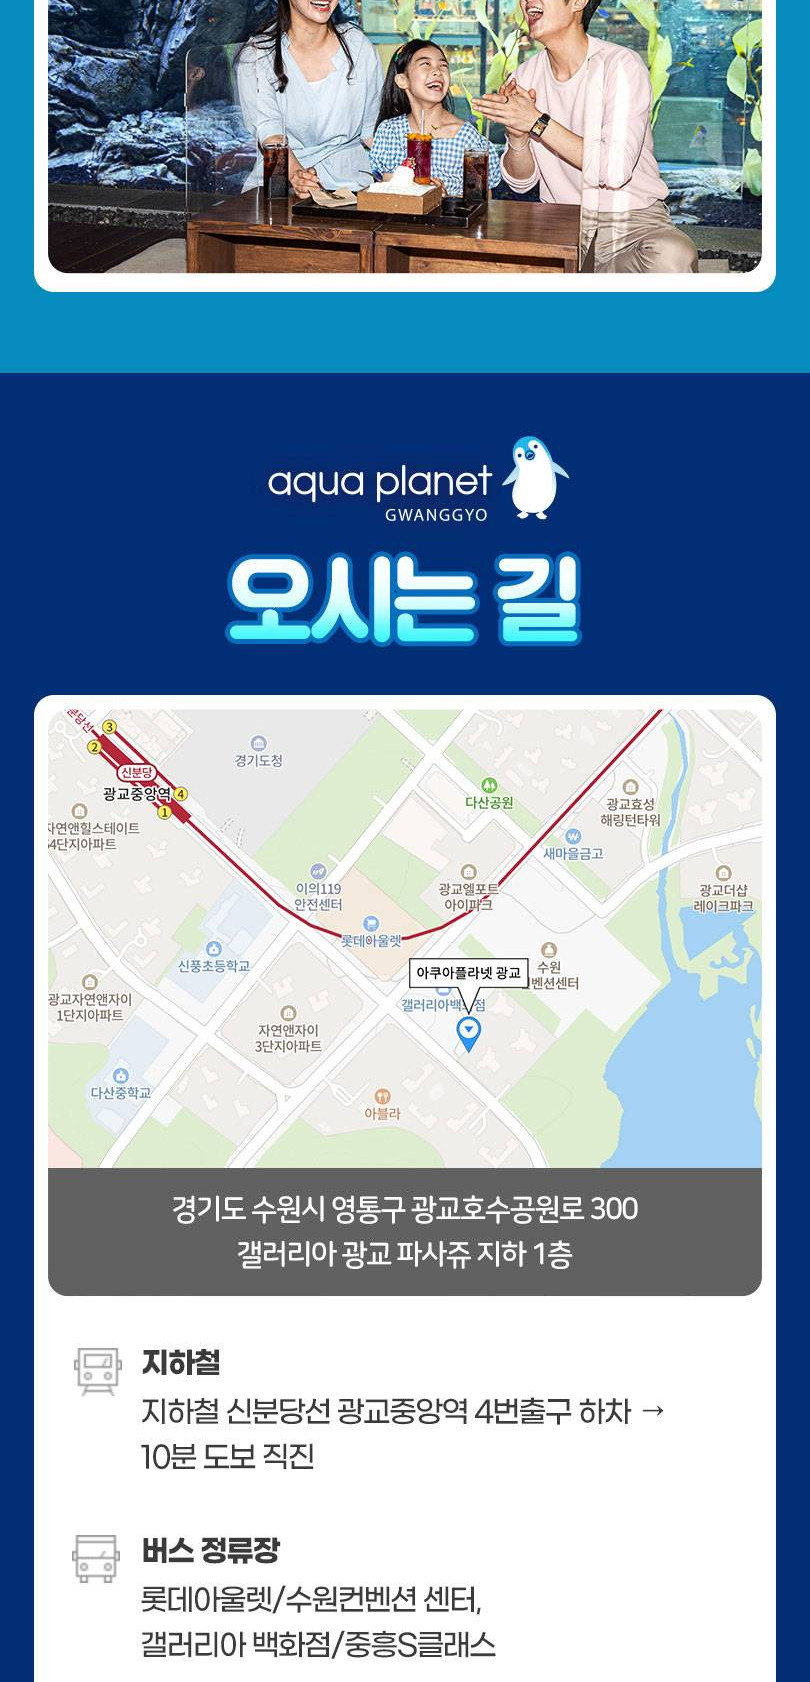 aqua planet
GWANGGYO
오시는 길
분당선
3
2
신분당
광교중앙역
4
1
경기도청
다산공원
광교효성
해링턴타워
자연앤힐스테이트
54단지아파트
새마을금고
이의119
안전센터
광교엘포트
아이파크
광교더샵
레이크파크
롯데아울렛
신풍초등학교
아쿠아플라넷 광교
수원
컨벤션센터
갤러리아백화점
광교자연앤자이
1단지아파트
자연앤자이
3단지아파트
다산중학교
아블라
경기도 수원시 영통구 광교호수공원로 300
갤러리아 광교 파사쥬 지하 1층
지하철
지하철 신분당선 광교중앙역 4번출구 하차 →
10분 도보 직진
버스 정류장
롯데아울렛/수원컨벤션 센터,
갤러리아 백화점/중흥S클래스